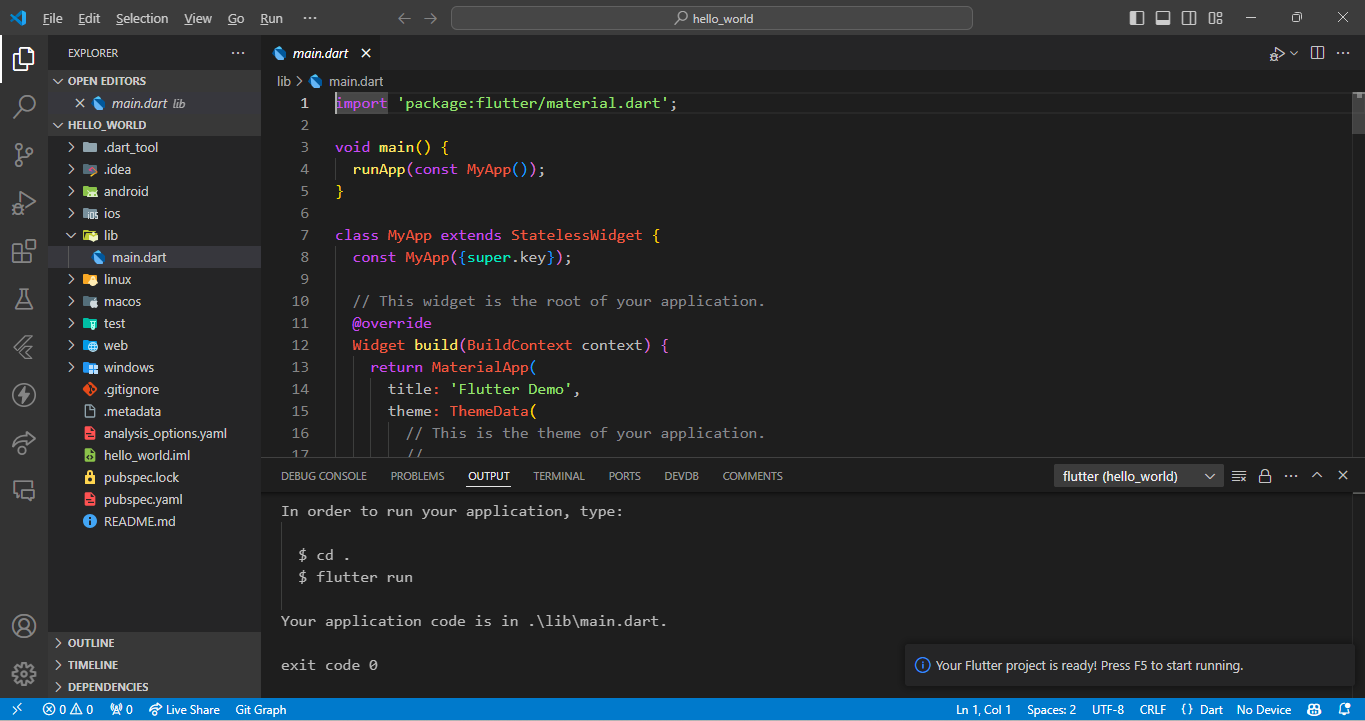 File Edit Selection View Go Run ··· hello_world
EXPLORER ···
OPEN EDITORS
main.dart lib
HELLO_WORLD
.dart_tool
.idea
android
ios
lib
main.dart
linux
macos
test
web
windows
.gitignore
.metadata
analysis_options.yaml
hello_world.iml
pubspec.lock
pubspec.yaml
README.md
OUTLINE
TIMELINE
DEPENDENCIES
main.dart
lib > main.dart
1 import 'package:flutter/material.dart';
2
3 void main() {
4 runApp(const MyApp());
5 }
6
7 class MyApp extends StatelessWidget {
8 const MyApp({super.key});
9
10 // This widget is the root of your application.
11 @override
12 Widget build(BuildContext context) {
13 return MaterialApp(
14 title: 'Flutter Demo',
15 theme: ThemeData(
16 // This is the theme of your application.
17 //
DEBUG CONSOLE PROBLEMS OUTPUT TERMINAL PORTS DEVDB COMMENTS flutter (hello_world)
In order to run your application, type:
$ cd .
$ flutter run
Your application code is in .\lib\main.dart.
exit code 0
Your Flutter project is ready! Press F5 to start running.
0 0 0 Live Share Git Graph Ln 1, Col 1 Spaces: 2 UTF-8 CRLF {} Dart No Device